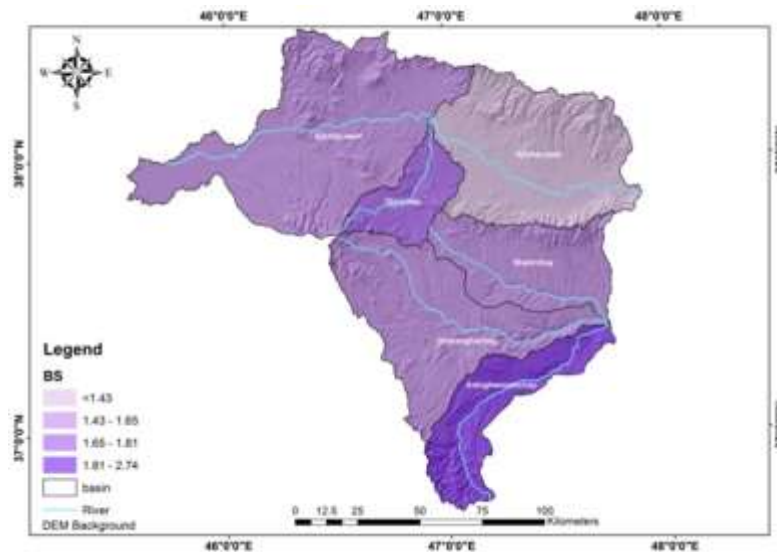 46°0'0"E 47°0'0"E 48°0'0"E
N
W E
S
38°0'0"N
Legend
BS
<1.43
1.43 - 1.65
1.65 - 1.81
1.81 - 2.74
basin
River
DEM Background
37°0'0"N
0 12.5 25 50 75 100
Kilometers
46°0'0"E 47°0'0"E 48°0'0"E